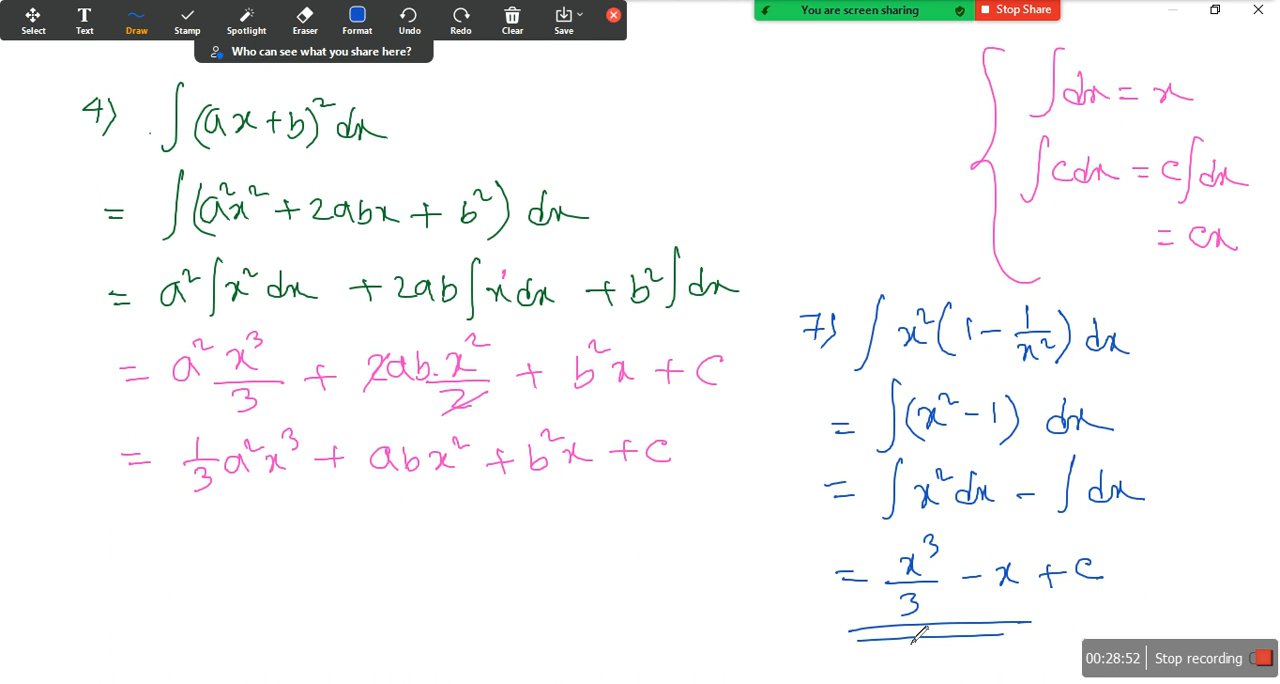 Select Text Draw Stamp Spotlight Eraser Format Undo Redo Clear Save
Who can see what you share here?
You are screen sharing Stop Share
4) ∫(ax+b)² dx
= ∫(a²x² + 2abx + b²) dx
= a²∫x² dx + 2ab∫x¹ dx + b²∫dx
= a² x³/3 + 2ab·x²/2 + b²x + C
= 1/3 a²x³ + abx² + b²x + C
∫dx = x
∫cdx = c∫dx
= cx
7) ∫x²(1 − 1/x²) dx
= ∫(x² − 1) dx
= ∫x² dx − ∫dx
= x³/3 − x + C
00:28:52 Stop recording